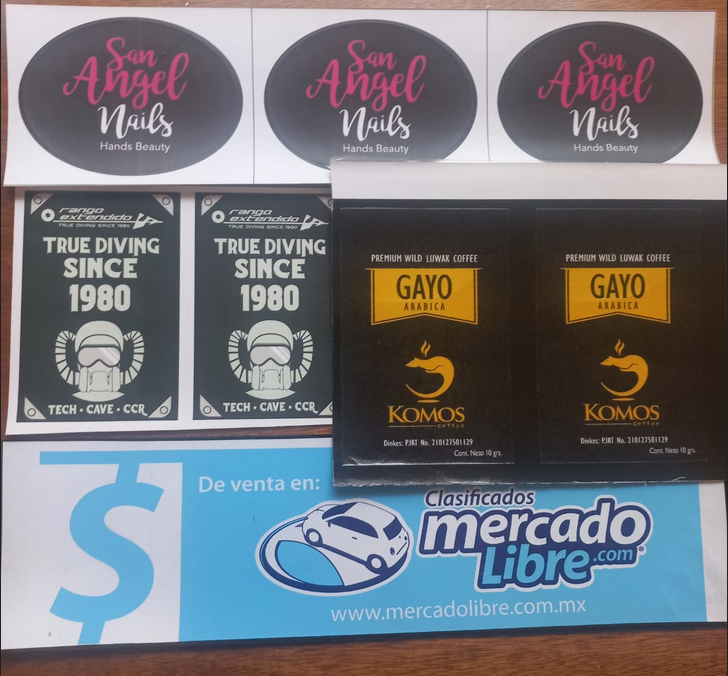 San
Angel
Nails
Hands Beauty
San
Angel
Nails
Hands Beauty
San
Angel
Nails
Hands Beauty
rango
extendido
TRUE DIVING SINCE 1980
TRUE DIVING
SINCE
1980
TECH • CAVE • CCR
rango
extendido
TRUE DIVING SINCE 1980
TRUE DIVING
SINCE
1980
TECH • CAVE • CCR
PREMIUM WILD LUWAK COFFEE
GAYO
ARABICA
KOMOS
coffee
Dinkes: P.IRT No. 210127501129
Cont. Neto 10 grs.
PREMIUM WILD LUWAK COFFEE
GAYO
ARABICA
KOMOS
coffee
Dinkes: P.IRT No. 210127501129
Cont. Neto 10 grs.
$
De venta en:
Clasificados
mercado
Libre.com®
www.mercadolibre.com.mx